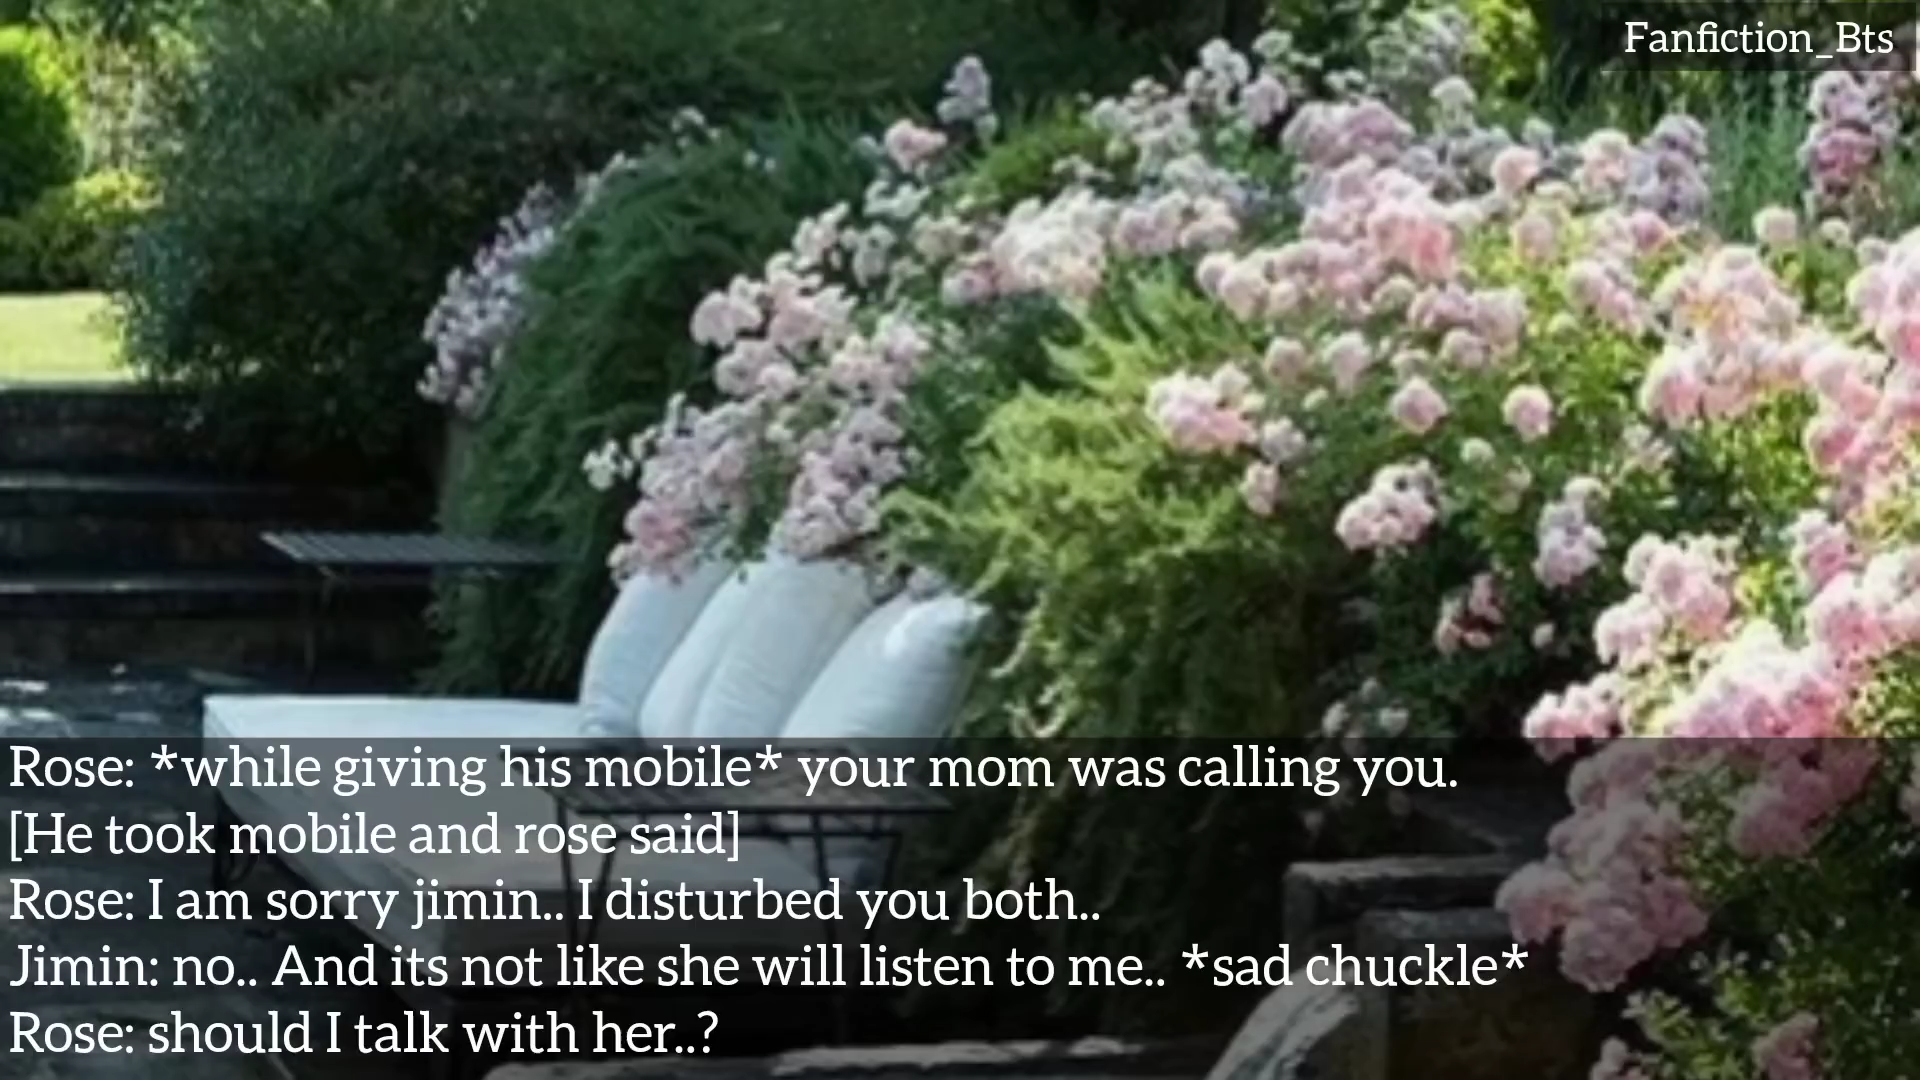 Fanfiction_Bts
Rose: *while giving his mobile* your mom was calling you.
[He took mobile and rose said]
Rose: I am sorry jimin.. I disturbed you both..
Jimin: no.. And its not like she will listen to me.. *sad chuckle*
Rose: should I talk with her..?